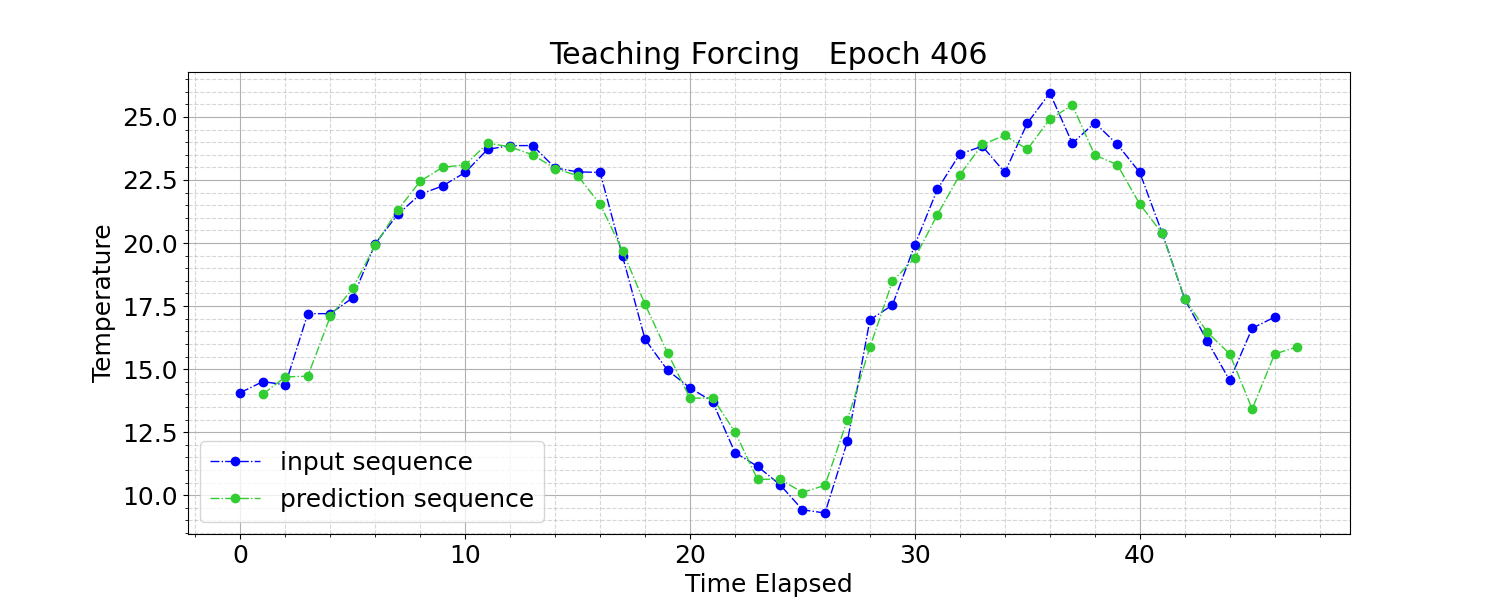 Teaching Forcing   Epoch 406
Temperature
25.0
22.5
20.0
17.5
15.0
12.5
10.0
input sequence
prediction sequence
0 10 20 30 40
Time Elapsed